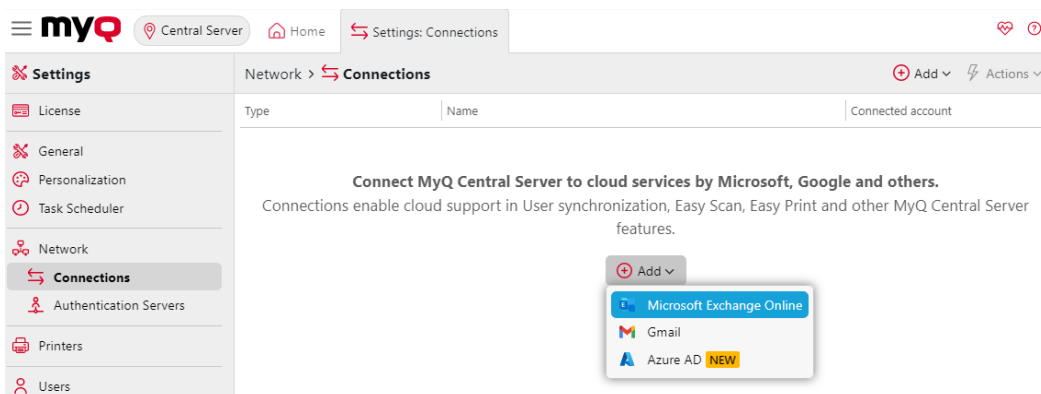 myQ Central Server Home Settings: Connections
Settings
License
General
Personalization
Task Scheduler
Network
Connections
Authentication Servers
Printers
Users
Network > Connections Add Actions
Type Name Connected account
Connect MyQ Central Server to cloud services by Microsoft, Google and others.
Connections enable cloud support in User synchronization, Easy Scan, Easy Print and other MyQ Central Server
features.
Add
Microsoft Exchange Online
Gmail
Azure AD NEW